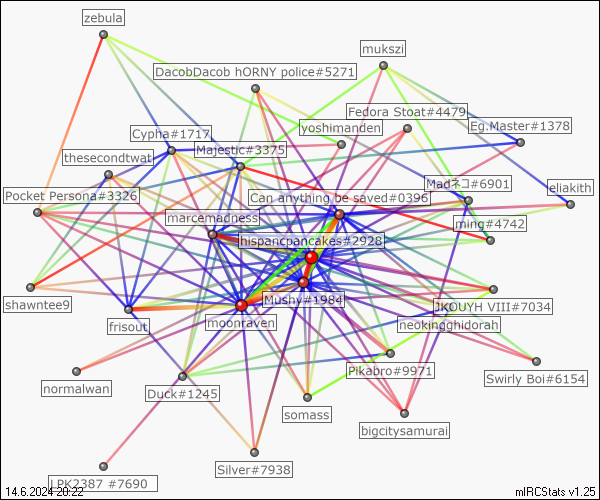 zebula
mukszi
DacobDacob hORNY police#5271
Fedora Stoat#4479
yoshimanden
Eg.Master#1378
Cypha#1717
Majestic#3375
thesecondtwat
Madネコ#6901
eliakith
Pocket Persona#3326
Can anything be saved#0396
marcemadness
ming#4742
hispancpancakes#2928
shawntee9
Mushy#1984
JKOUYH VIII#7034
frisout
moonraven
neokingghidorah
Pikabro#9971
Swirly Boi#6154
normalwan
Duck#1245
somass
bigcitysamurai
Silver#7938
LPK2387 #7690
14.6.2024 20:22
mIRCStats v1.25